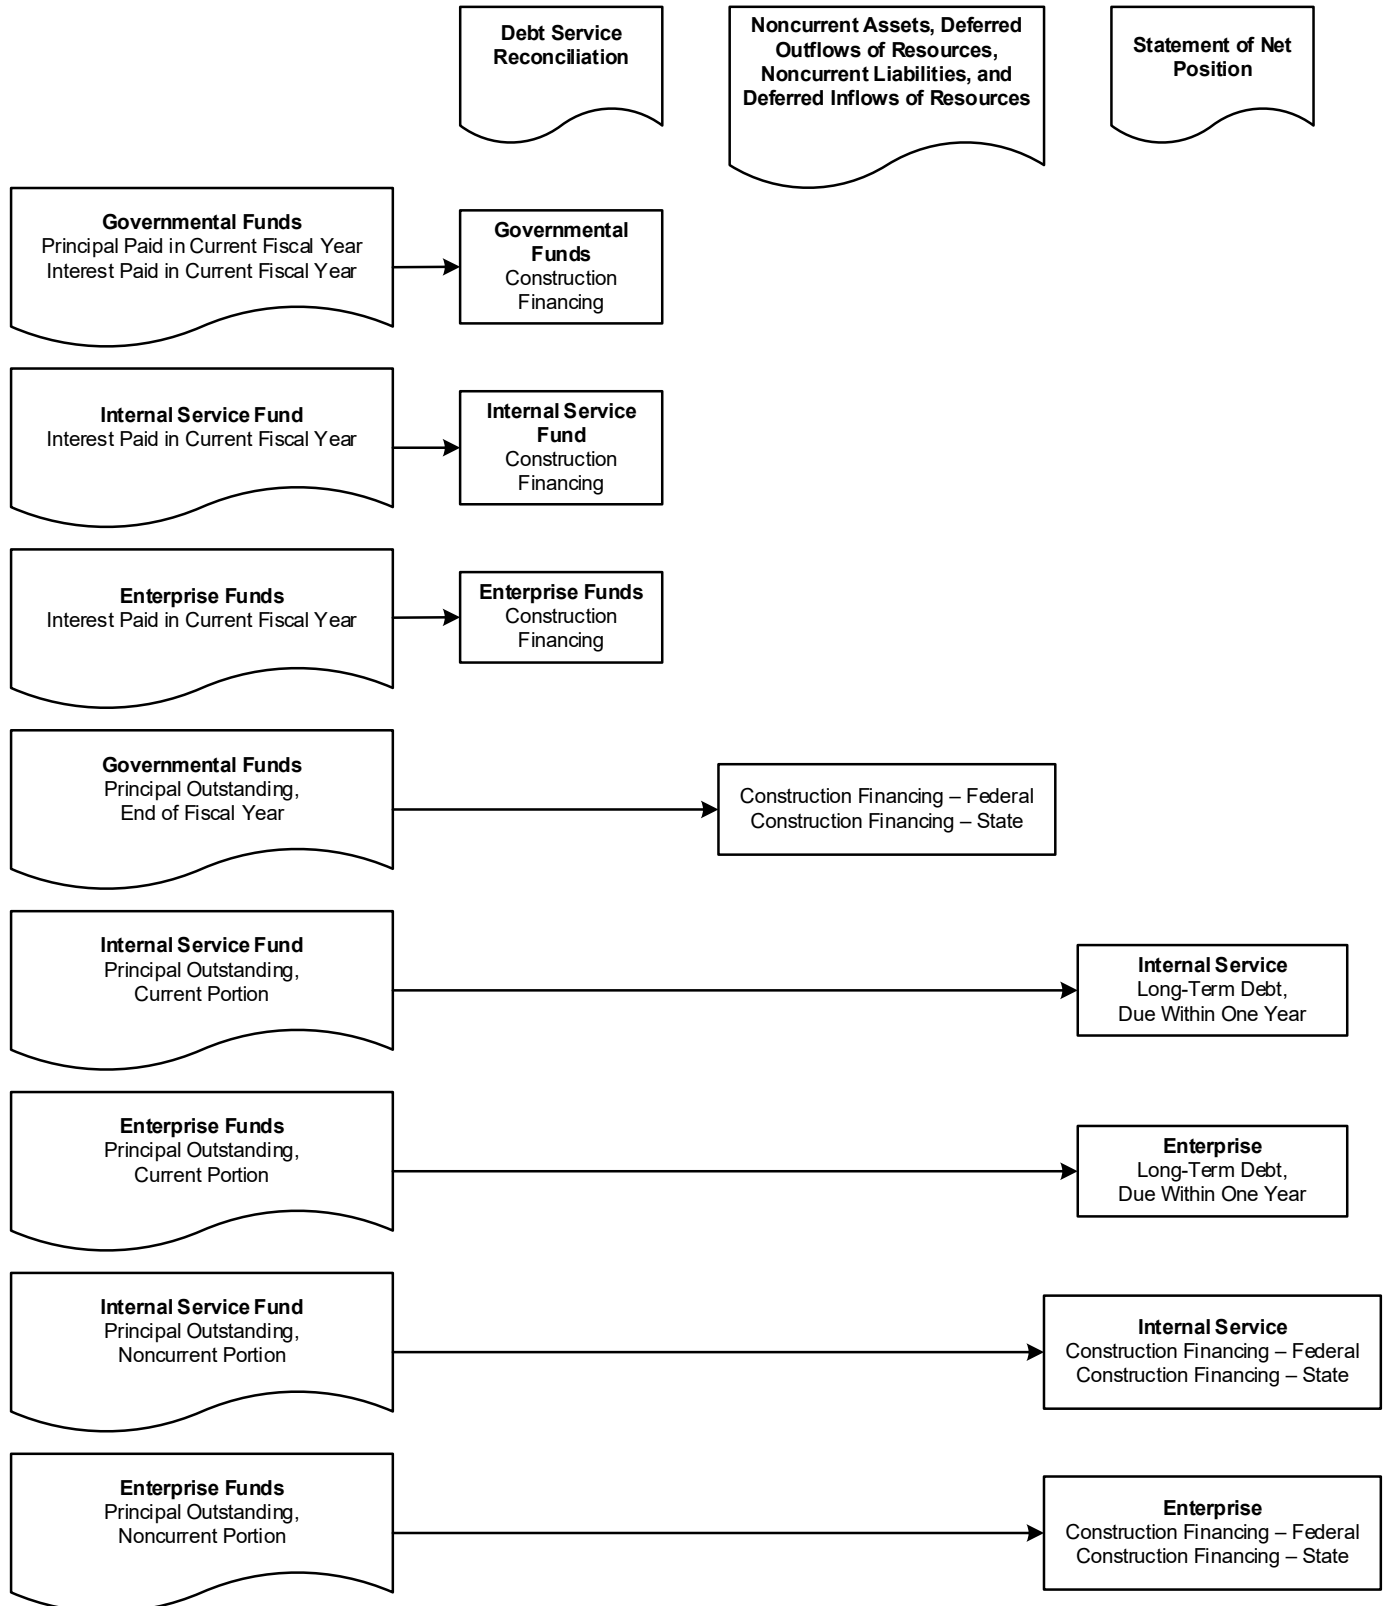 Debt Service
Reconciliation
Noncurrent Assets, Deferred
Outflows of Resources,
Noncurrent Liabilities, and
Deferred Inflows of Resources
Statement of Net
Position
Governmental Funds
Principal Paid in Current Fiscal Year
Interest Paid in Current Fiscal Year
Governmental
Funds
Construction
Financing
Internal Service Fund
Interest Paid in Current Fiscal Year
Internal Service
Fund
Construction
Financing
Enterprise Funds
Interest Paid in Current Fiscal Year
Enterprise Funds
Construction
Financing
Governmental Funds
Principal Outstanding,
End of Fiscal Year
Construction Financing – Federal
Construction Financing – State
Internal Service Fund
Principal Outstanding,
Current Portion
Internal Service
Long-Term Debt,
Due Within One Year
Enterprise Funds
Principal Outstanding,
Current Portion
Enterprise
Long-Term Debt,
Due Within One Year
Internal Service Fund
Principal Outstanding,
Noncurrent Portion
Internal Service
Construction Financing – Federal
Construction Financing – State
Enterprise Funds
Principal Outstanding,
Noncurrent Portion
Enterprise
Construction Financing – Federal
Construction Financing – State